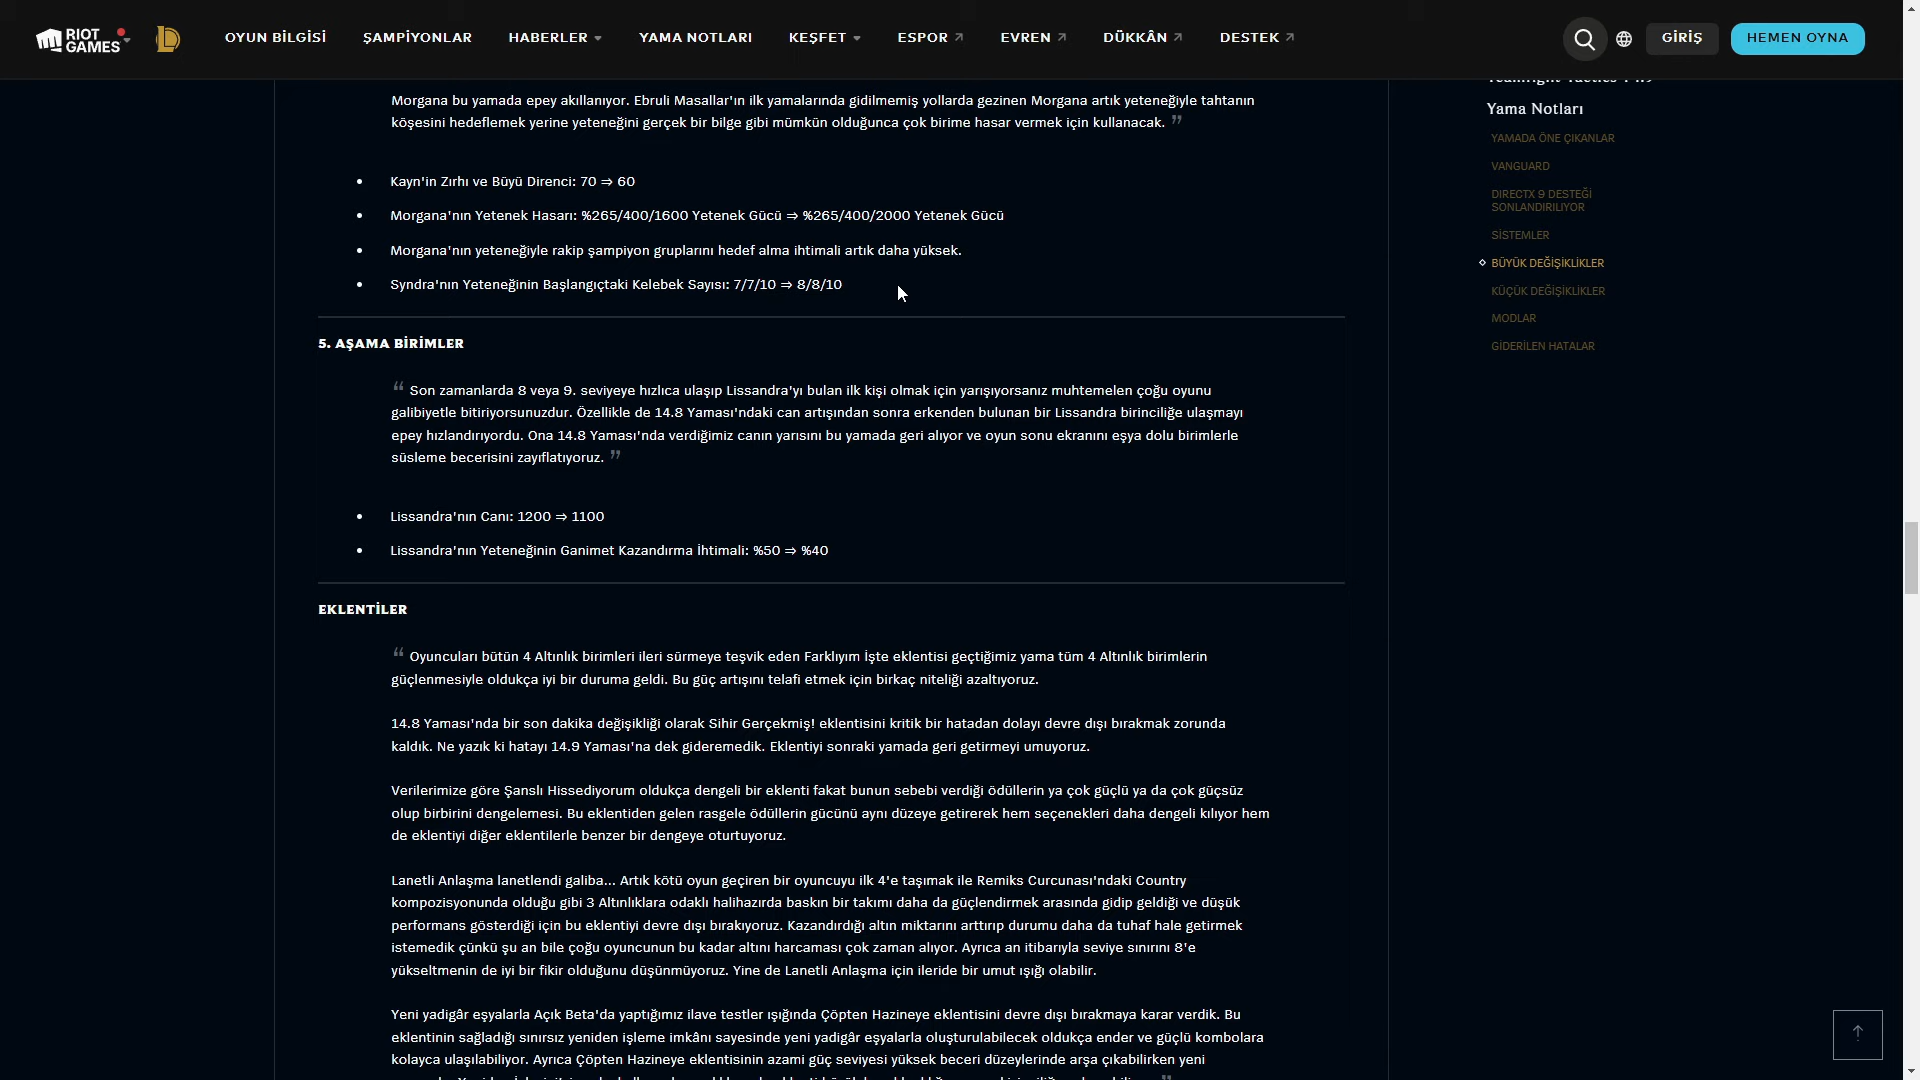 RIOT GAMES
OYUN BİLGİSİ ŞAMPİYONLAR HABERLER YAMA NOTLARI KEŞFET ESPOR EVREN DÜKKÂN DESTEK GİRİŞ HEMEN OYNA
Morgana bu yamada epey akıllanıyor. Ebruli Masallar'ın ilk yamalarında gidilmemiş yollarda gezinen Morgana artık yeteneğiyle tahtanın
köşesini hedeflemek yerine yeteneğini gerçek bir bilge gibi mümkün olduğunca çok birime hasar vermek için kullanacak. ”
• Kayn'in Zırhı ve Büyü Direnci: 70 ⇒ 60
• Morgana'nın Yetenek Hasarı: %265/400/1600 Yetenek Gücü ⇒ %265/400/2000 Yetenek Gücü
• Morgana'nın yeteneğiyle rakip şampiyon gruplarını hedef alma ihtimali artık daha yüksek.
• Syndra'nın Yeteneğinin Başlangıçtaki Kelebek Sayısı: 7/7/10 ⇒ 8/8/10
5. AŞAMA BİRİMLER
“ Son zamanlarda 8 veya 9. seviyeye hızlıca ulaşıp Lissandra'yı bulan ilk kişi olmak için yarışıyorsanız muhtemelen çoğu oyunu
galibiyetle bitiriyorsunuzdur. Özellikle de 14.8 Yaması'ndaki can artışından sonra erkenden bulunan bir Lissandra birinciliğe ulaşmayı
epey hızlandırıyordu. Ona 14.8 Yaması'nda verdiğimiz canın yarısını bu yamada geri alıyor ve oyun sonu ekranını eşya dolu birimlerle
süsleme becerisini zayıflatıyoruz. ”
• Lissandra'nın Canı: 1200 ⇒ 1100
• Lissandra'nın Yeteneğinin Ganimet Kazandırma İhtimali: %50 ⇒ %40
EKLENTİLER
“ Oyuncuları bütün 4 Altınlık birimleri ileri sürmeye teşvik eden Farklıyım İşte eklentisi geçtiğimiz yama tüm 4 Altınlık birimlerin
güçlenmesiyle oldukça iyi bir duruma geldi. Bu güç artışını telafi etmek için birkaç niteliği azaltıyoruz.
14.8 Yaması'nda bir son dakika değişikliği olarak Sihir Gerçekmiş! eklentisini kritik bir hatadan dolayı devre dışı bırakmak zorunda
kaldık. Ne yazık ki hatayı 14.9 Yaması'na dek gideremedik. Eklentiyi sonraki yamada geri getirmeyi umuyoruz.
Verilerimize göre Şanslı Hissediyorum oldukça dengeli bir eklenti fakat bunun sebebi verdiği ödüllerin ya çok güçlü ya da çok güçsüz
olup birbirini dengelemesi. Bu eklentiden gelen rasgele ödüllerin gücünü aynı düzeye getirerek hem seçenekleri daha dengeli kılıyor hem
de eklentiyi diğer eklentilerle benzer bir dengeye oturtuyoruz.
Lanetli Anlaşma lanetlendi galiba... Artık kötü oyun geçiren bir oyuncuyu ilk 4'e taşımak ile Remiks Curcunası'ndaki Country
kompozisyonunda olduğu gibi 3 Altınlıklara odaklı halihazırda baskın bir takımı daha da güçlendirmek arasında gidip geldiği ve düşük
performans gösterdiği için bu eklentiyi devre dışı bırakıyoruz. Kazandırdığı altın miktarını arttırıp durumu daha da tuhaf hale getirmek
istemedik çünkü şu an bile çoğu oyuncunun bu kadar altını harcaması çok zaman alıyor. Ayrıca an itibarıyla seviye sınırını 8'e
yükseltmenin de iyi bir fikir olduğunu düşünmüyoruz. Yine de Lanetli Anlaşma için ileride bir umut ışığı olabilir.
Yeni yadigâr eşyalarla Açık Beta'da yaptığımız ilave testler ışığında Çöpten Hazineye eklentisini devre dışı bırakmaya karar verdik. Bu
eklentinin sağladığı sınırsız yeniden işleme imkânı sayesinde yeni yadigâr eşyalarla oluşturulabilecek oldukça ender ve güçlü kombolara
kolayca ulaşılabiliyor. Ayrıca Çöpten Hazineye eklentisinin azami güç seviyesi yüksek beceri düzeylerinde arşa çıkabilirken yeni
Yama Notları
YAMADA ÖNE ÇIKANLAR
VANGUARD
DIRECTX 9 DESTEĞİ
SONLANDIRILIYOR
SİSTEMLER
BÜYÜK DEĞİŞİKLİKLER
KÜÇÜK DEĞİŞİKLİKLER
MODLAR
GİDERİLEN HATALAR